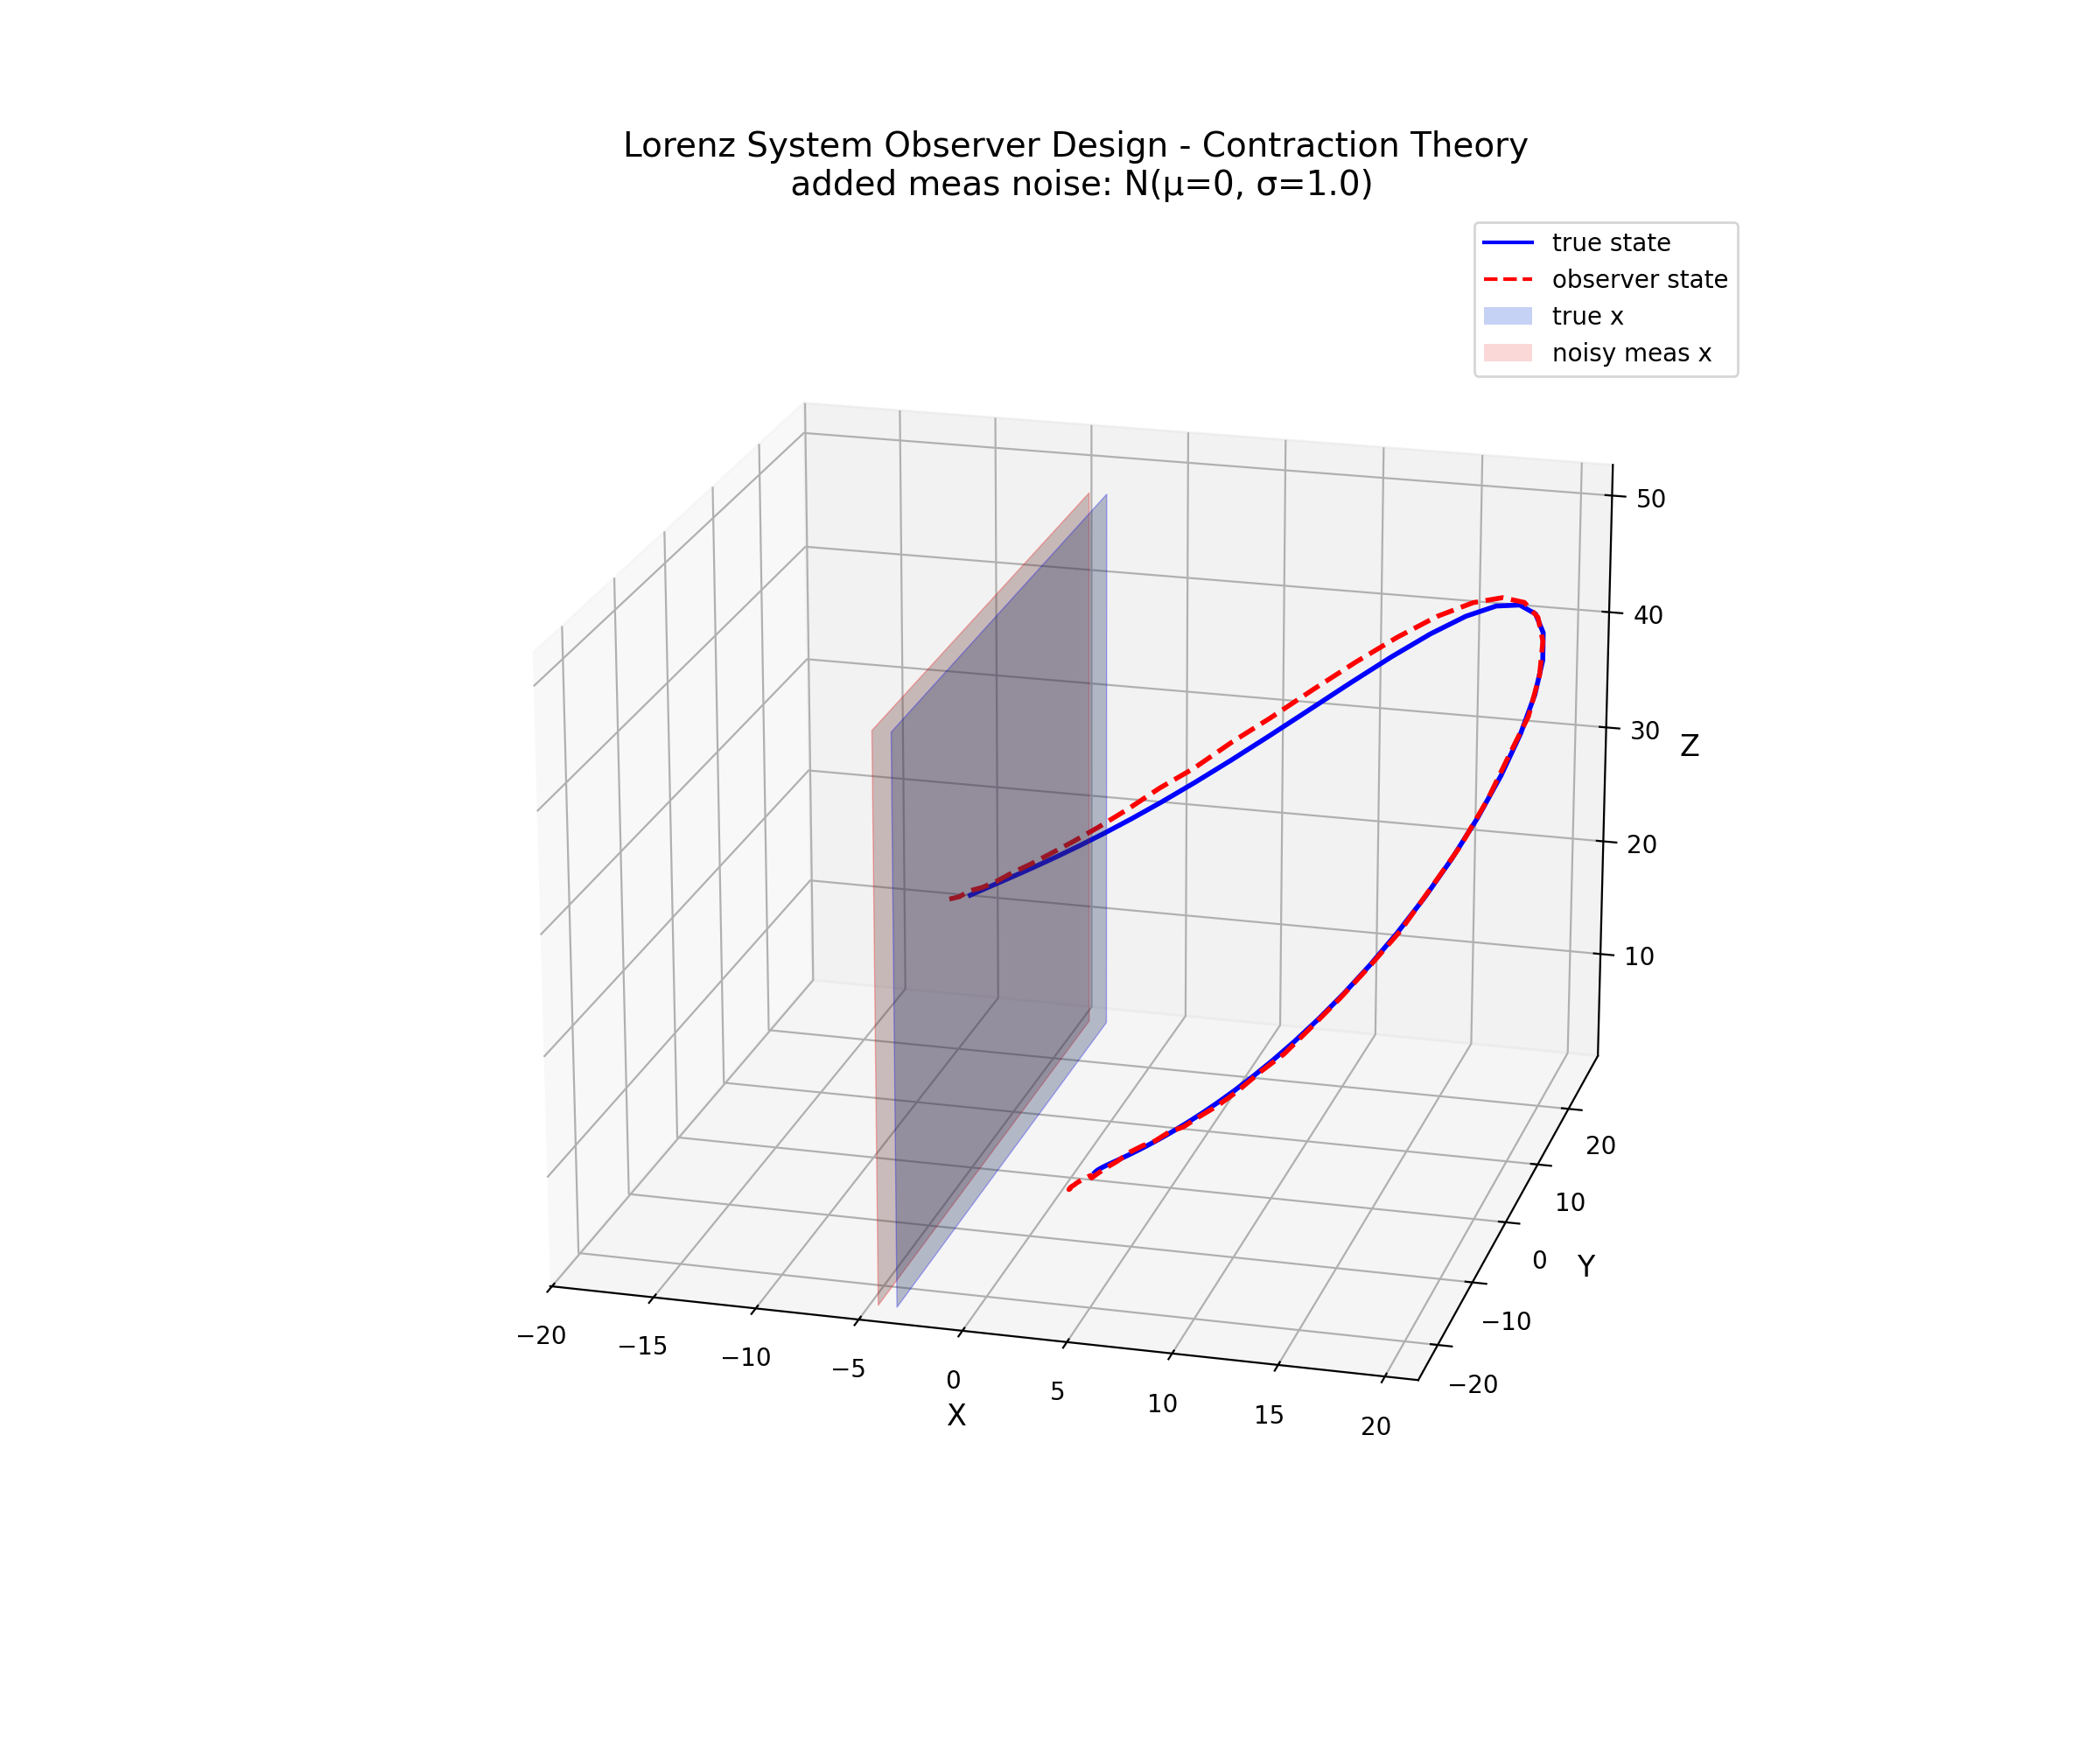 Lorenz System Observer Design - Contraction Theory
added meas noise: N(μ=0, σ=1.0)
true state
observer state
true x
noisy meas x
50
40
30
Z
20
10
20
10
0
Y
−10
−20
−20
−15
−10
−5
0
5
10
15
20
X